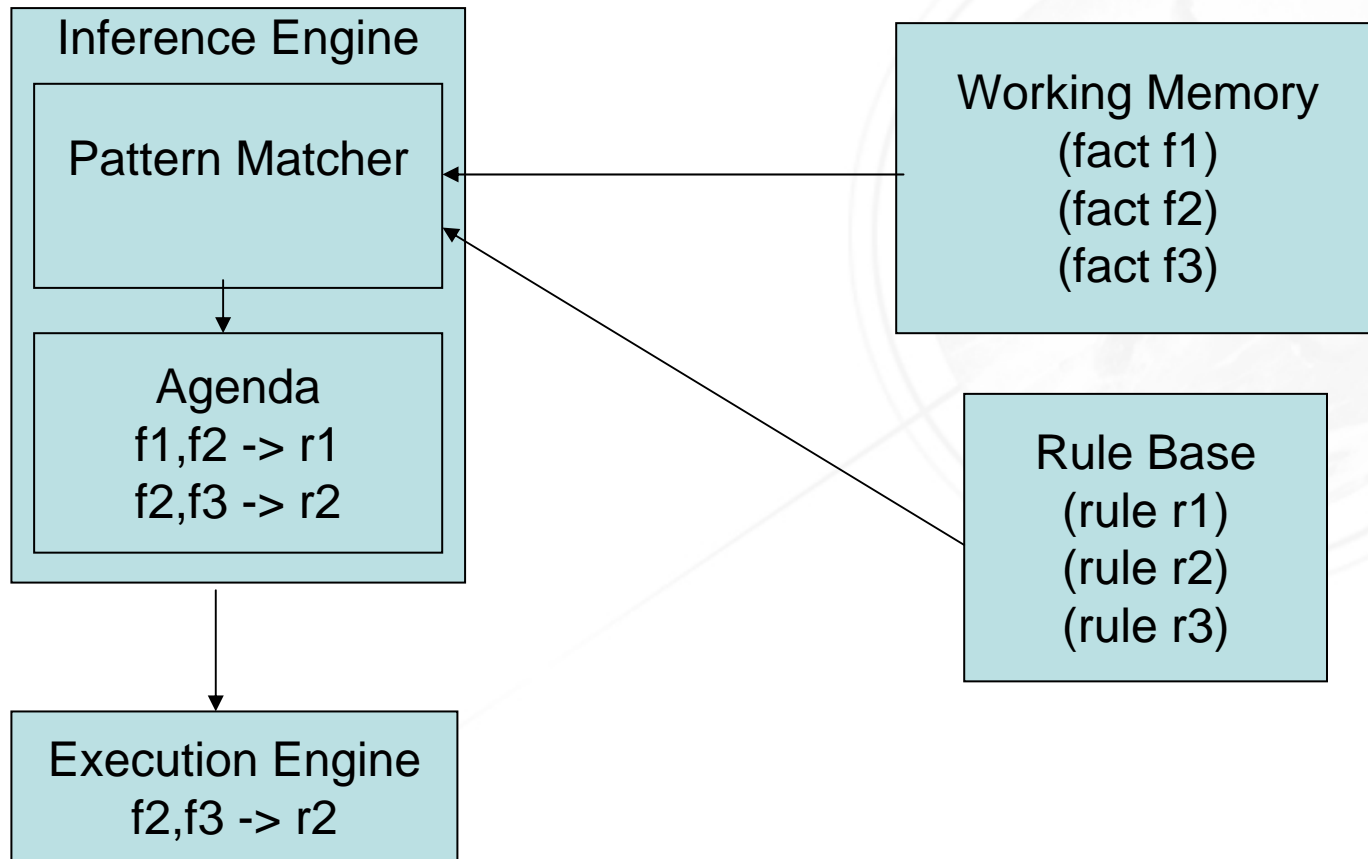 Inference Engine
Pattern Matcher
Agenda
f1,f2 -> r1
f2,f3 -> r2
Execution Engine
f2,f3 -> r2
Working Memory
(fact f1)
(fact f2)
(fact f3)
Rule Base
(rule r1)
(rule r2)
(rule r3)